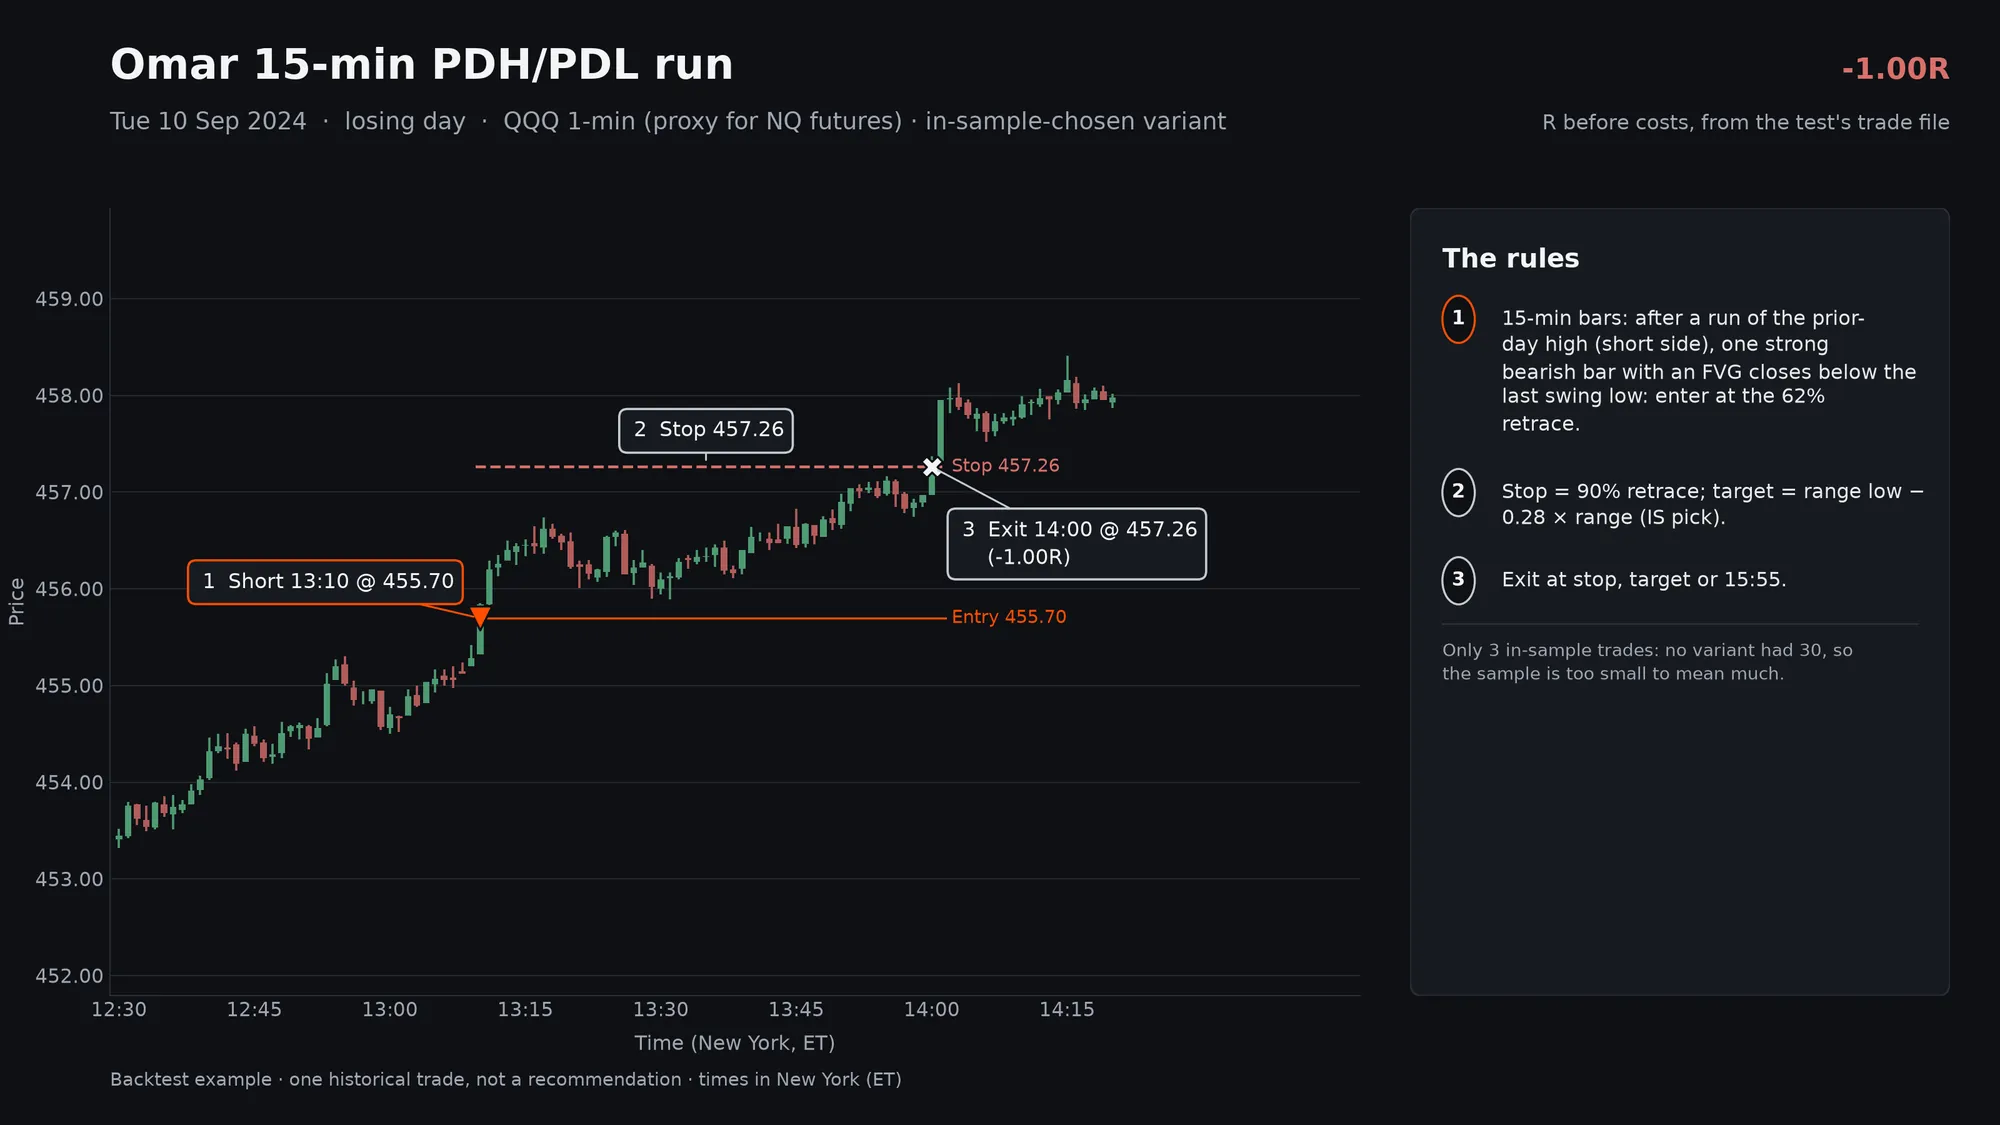 Omar 15-min PDH/PDL run
-1.00R
Tue 10 Sep 2024 · losing day · QQQ 1-min (proxy for NQ futures) · in-sample-chosen variant
R before costs, from the test's trade file
Price
459.00
458.00
457.00
456.00
455.00
454.00
453.00
452.00
2 Stop 457.26
Stop 457.26
3 Exit 14:00 @ 457.26
(-1.00R)
1 Short 13:10 @ 455.70
Entry 455.70
12:30
12:45
13:00
13:15
13:30
13:45
14:00
14:15
Time (New York, ET)
The rules
1
15-min bars: after a run of the prior-
day high (short side), one strong
bearish bar with an FVG closes below the
last swing low: enter at the 62%
retrace.
2
Stop = 90% retrace; target = range low −
0.28 × range (IS pick).
3
Exit at stop, target or 15:55.
Only 3 in-sample trades: no variant had 30, so
the sample is too small to mean much.
Backtest example · one historical trade, not a recommendation · times in New York (ET)